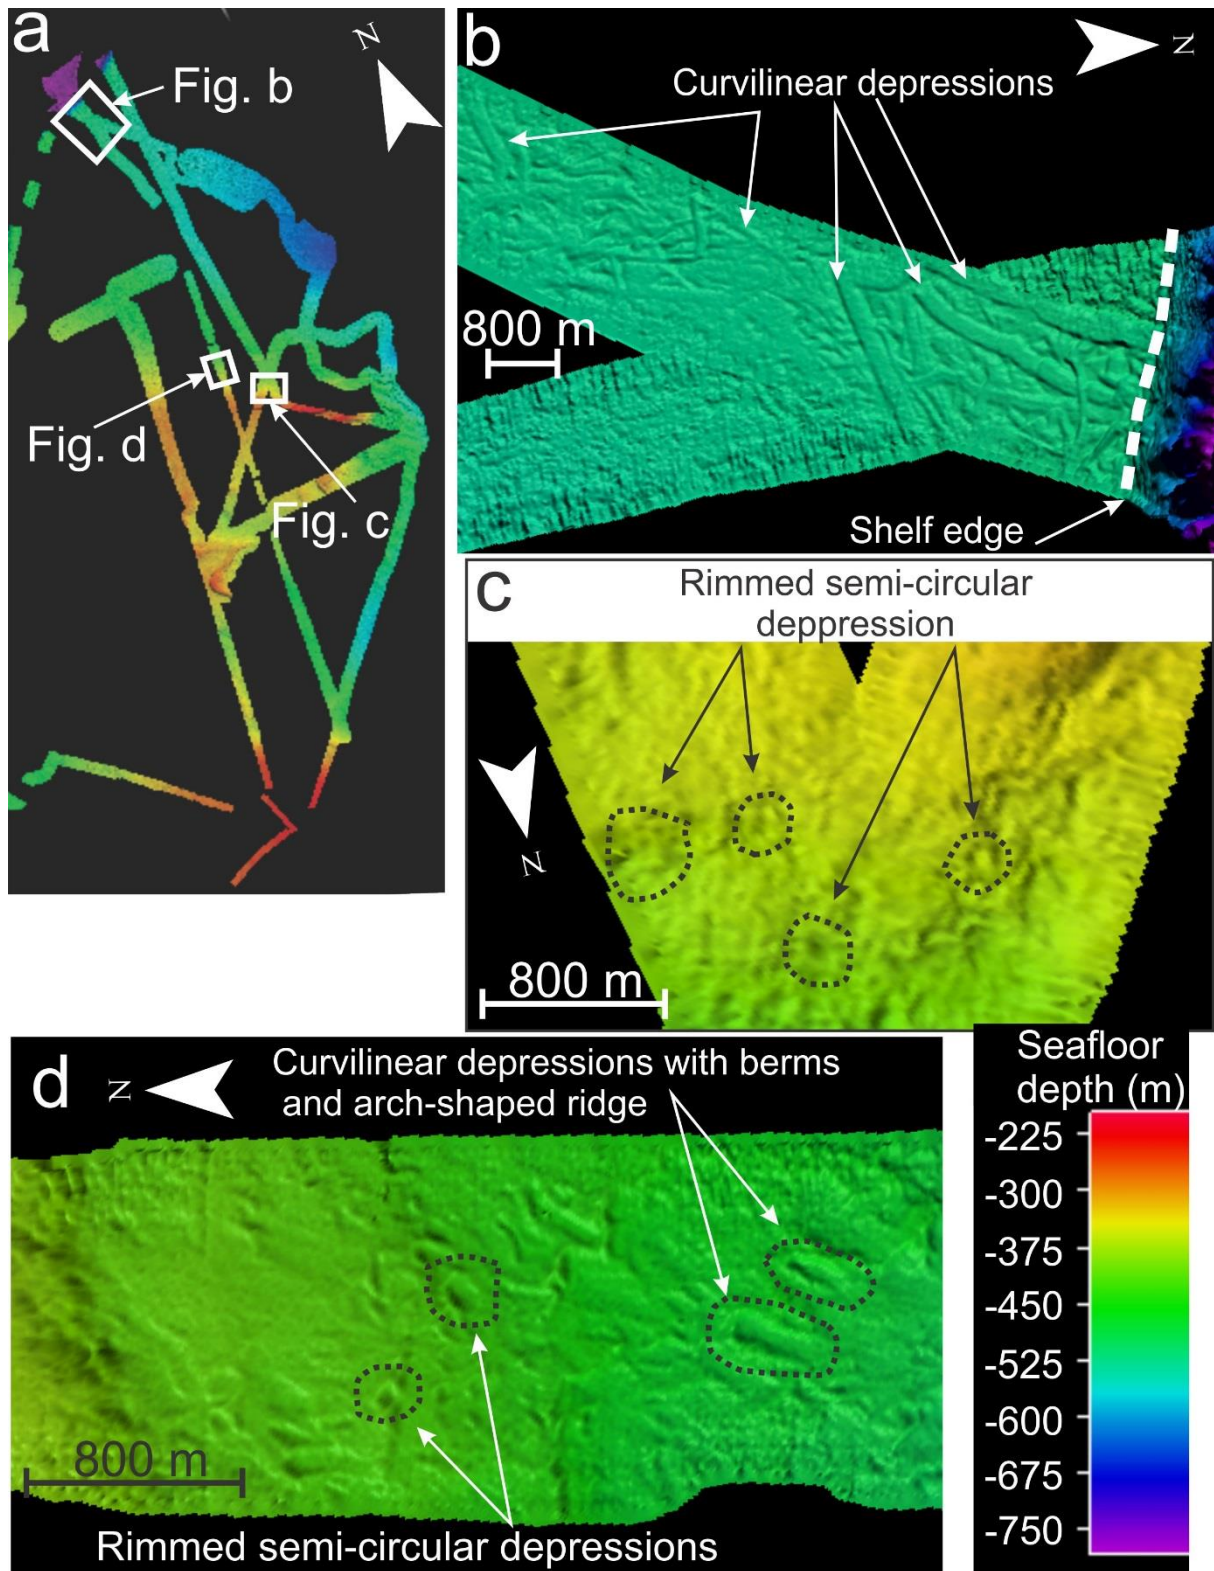 a
N
Fig. b
Fig. d
Fig. c
b
Curvilinear depressions
N
800 m
Shelf edge
c
Rimmed semi-circular
deppression
N
800 m
d
N
Curvilinear depressions with berms
and arch-shaped ridge
800 m
Rimmed semi-circular depressions
Seafloor
depth (m)
-225
-300
-375
-450
-525
-600
-675
-750